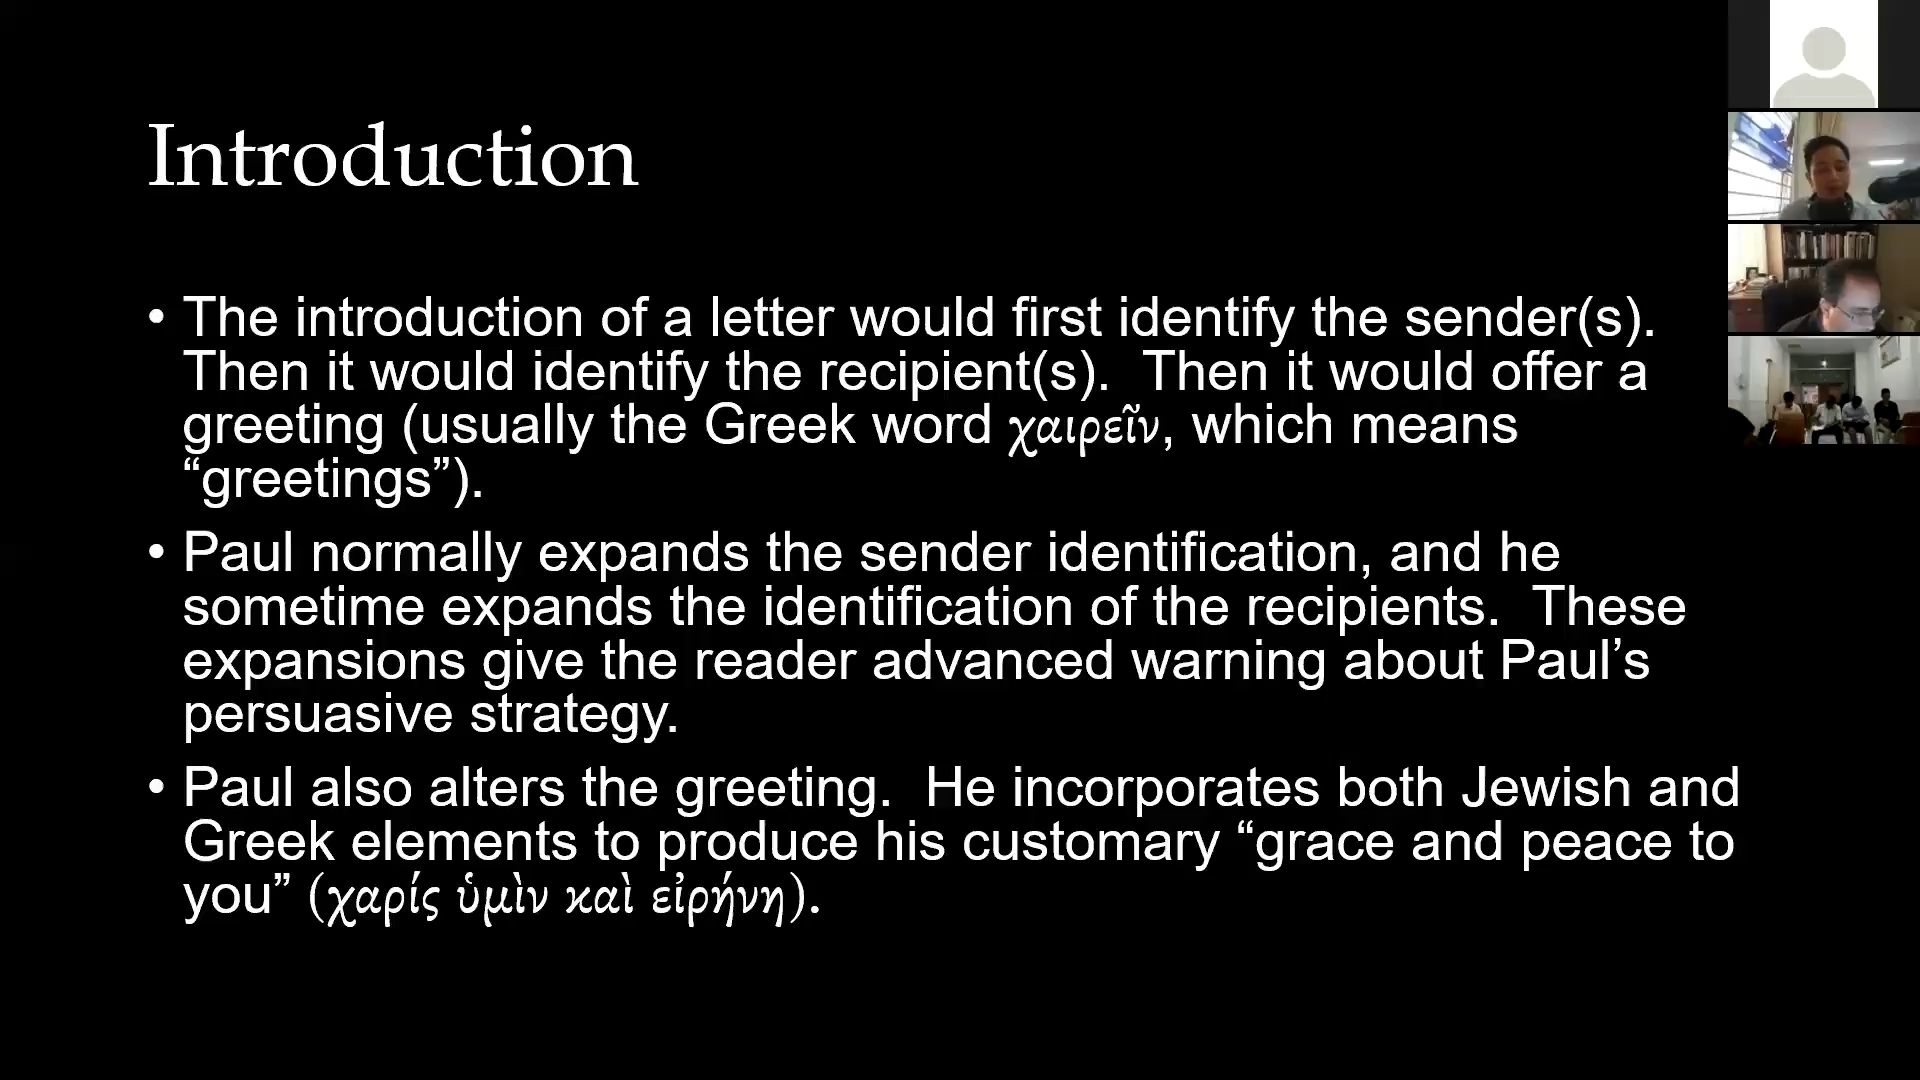 Introduction
• The introduction of a letter would first identify the sender(s).
Then it would identify the recipient(s).  Then it would offer a
greeting (usually the Greek word χαιρεῖν, which means
“greetings”).
• Paul normally expands the sender identification, and he
sometime expands the identification of the recipients.  These
expansions give the reader advanced warning about Paul’s
persuasive strategy.
• Paul also alters the greeting.  He incorporates both Jewish and
Greek elements to produce his customary “grace and peace to
you” (χαρίς ὑμὶν καὶ εἰρήνη).